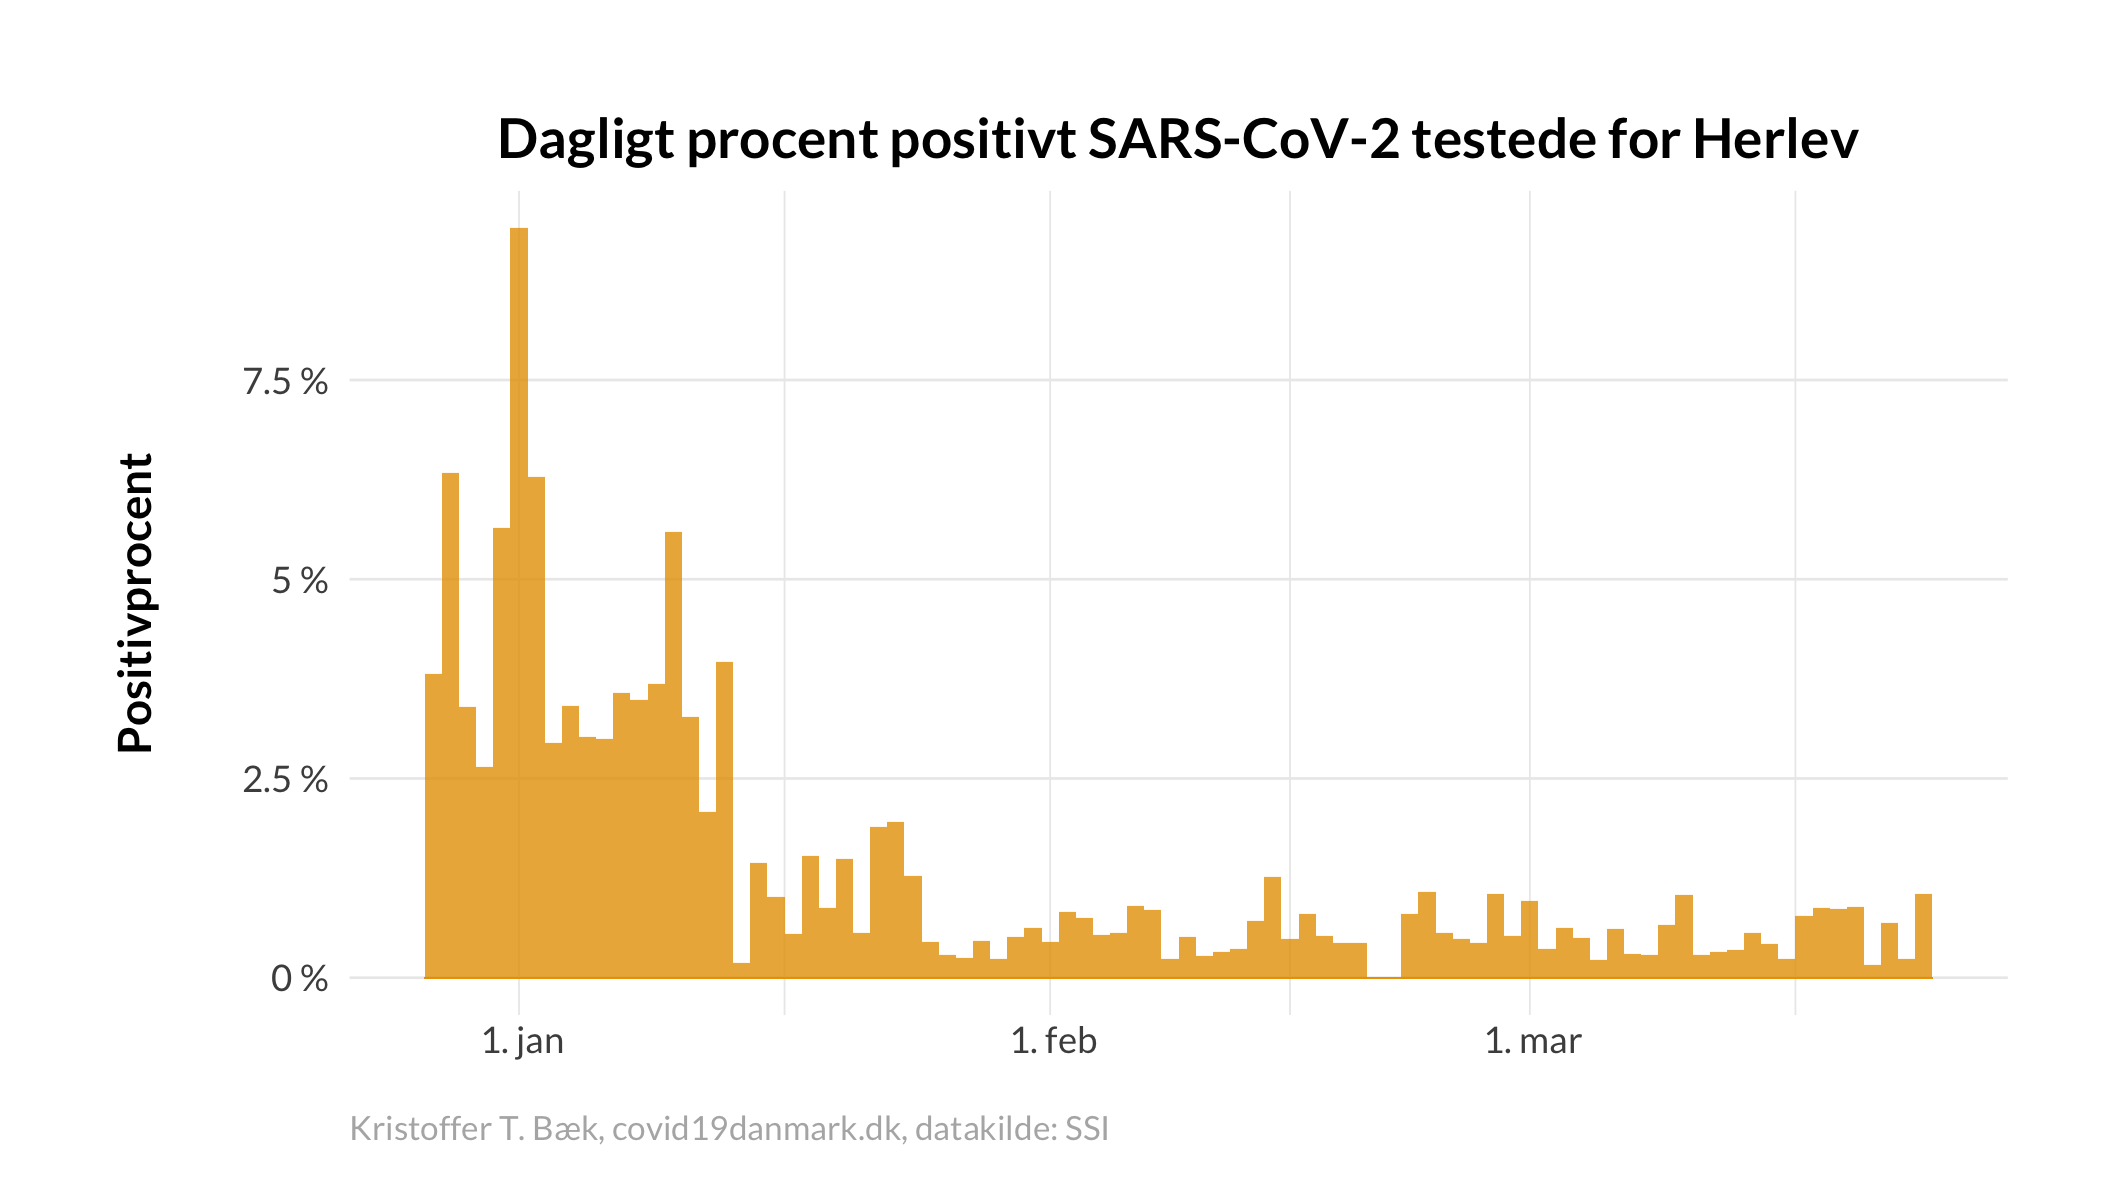 Dagligt procent positivt SARS-CoV-2 testede for Herlev
Positivprocent
7.5 %
5 %
2.5 %
0 %
1. jan
1. feb
1. mar
Kristoffer T. Bæk, covid19danmark.dk, datakilde: SSI